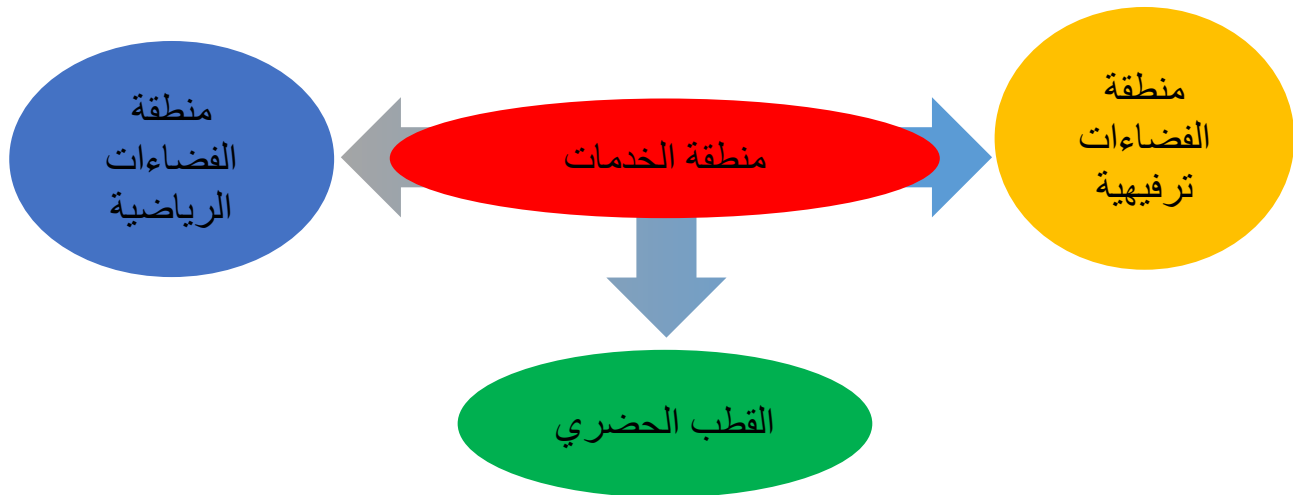 منطقة
الفضاءات
ترفيهية
منطقة الخدمات
منطقة
الفضاءات
الرياضية
القطب الحضري